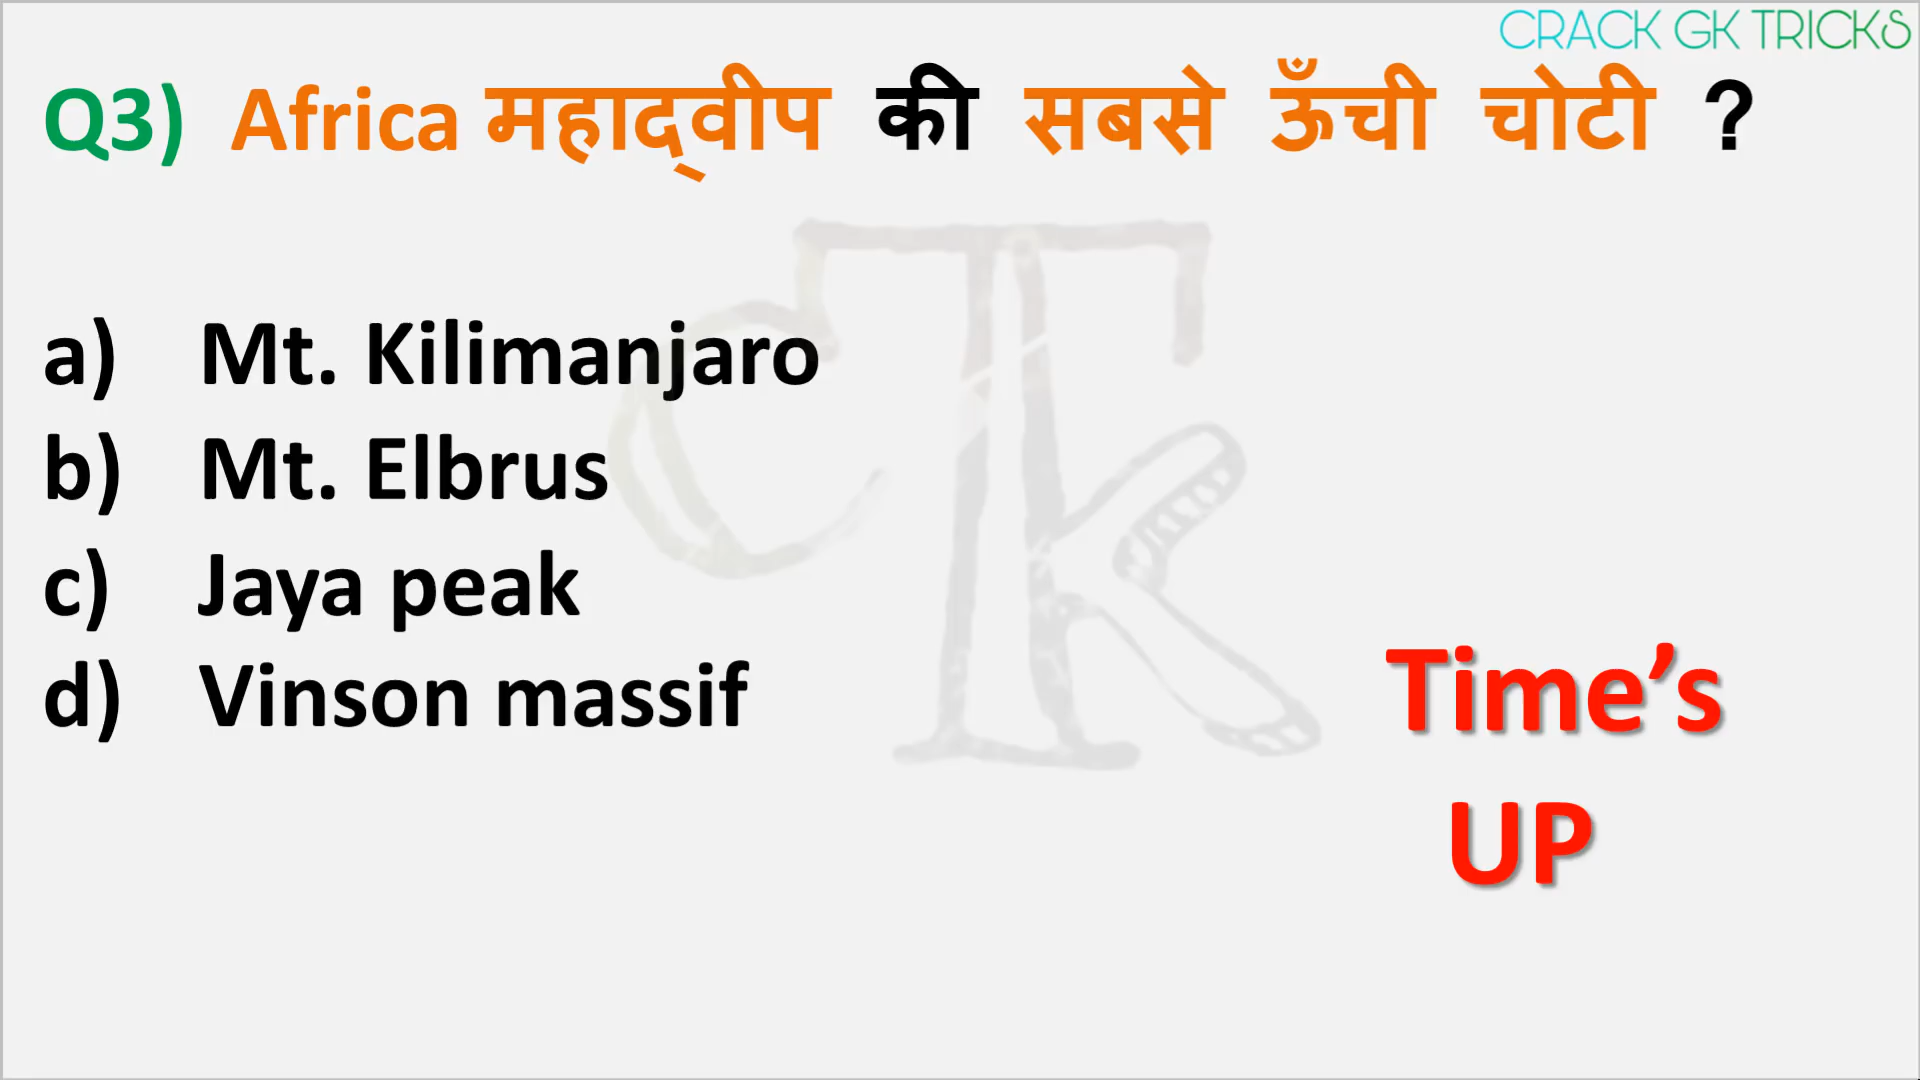 CRACK GK TRICKS
Q3) Africa महाद्वीप की सबसे ऊँची चोटी ?
a) Mt. Kilimanjaro
b) Mt. Elbrus
c) Jaya peak
d) Vinson massif
Time’s
UP